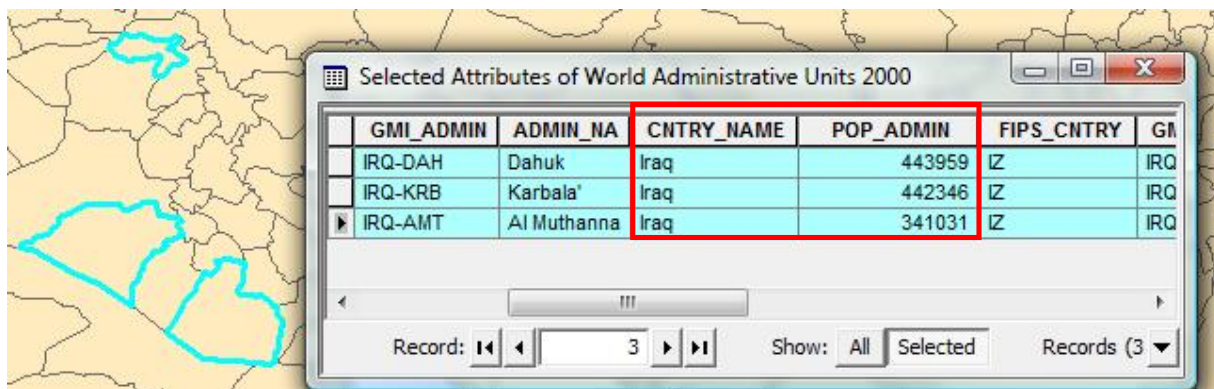 Selected Attributes of World Administrative Units 2000
GMI_ADMIN ADMIN_NA CNTRY_NAME POP_ADMIN FIPS_CNTRY GM
IRQ-DAH Dahuk Iraq 443959 IZ IRQ
IRQ-KRB Karbala' Iraq 442346 IZ IRQ
IRQ-AMT Al Muthanna Iraq 341031 IZ IRQ
Record: 3 Show: All Selected Records (3